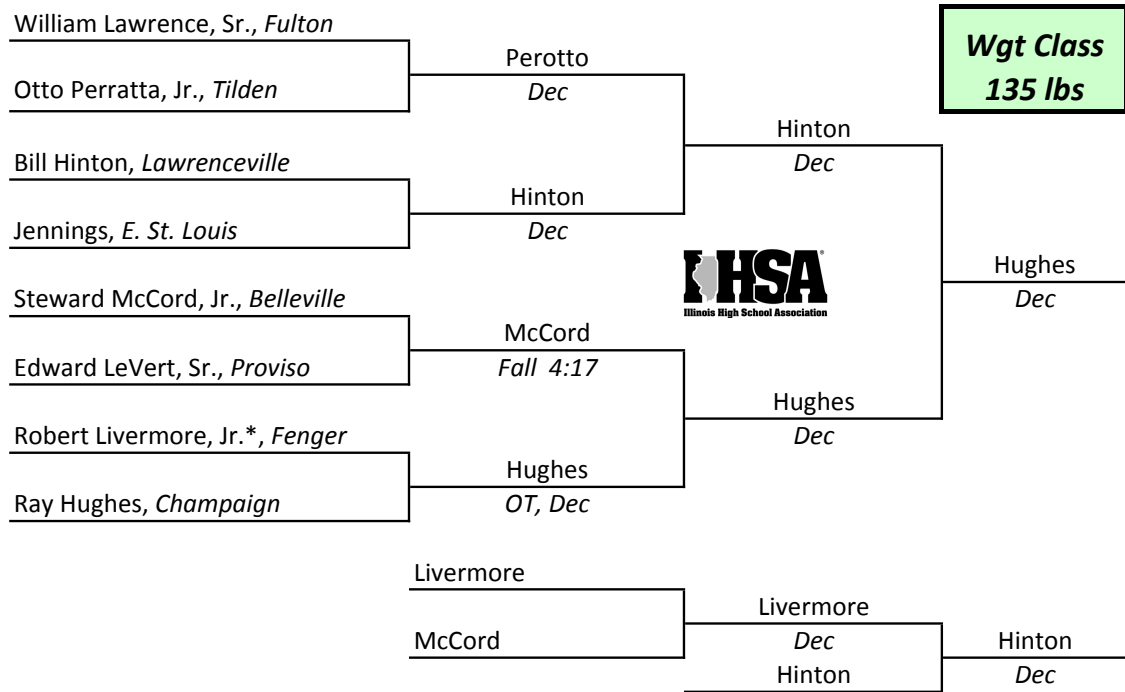 William Lawrence, Sr., Fulton
Perotto
Wgt Class
135 lbs
Otto Perratta, Jr., Tilden
Dec
Hinton
Dec
Bill Hinton, Lawrenceville
Hinton
Jennings, E. St. Louis
Dec
IHSA
Illinois High School Association
Hughes
Dec
Steward McCord, Jr., Belleville
McCord
Edward LeVert, Sr., Proviso
Fall 4:17
Hughes
Dec
Robert Livermore, Jr.*, Fenger
Hughes
Ray Hughes, Champaign
OT, Dec
Livermore
Livermore
McCord
Dec
Hinton
Hinton
Dec